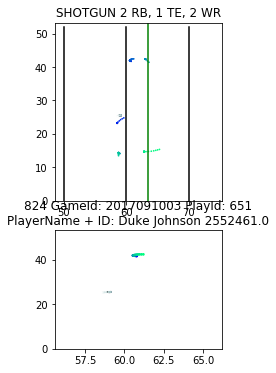 SHOTGUN 2 RB, 1 TE, 2 WR
50
40
30
20
10
0
50 60 70
824 GameId: 2017091003 PlayId: 651
PlayerName + ID: Duke Johnson 2552461.0
40
20
0
57.5 60.0 62.5 65.0